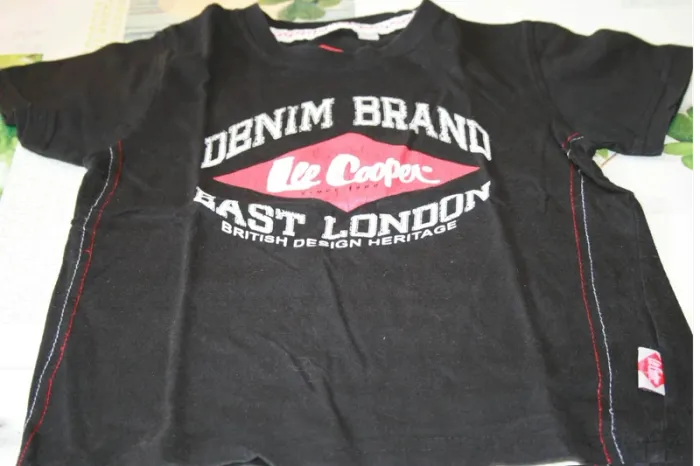 DENIM BRAND
Lee Cooper
EAST LONDON
BRITISH DESIGN HERITAGE